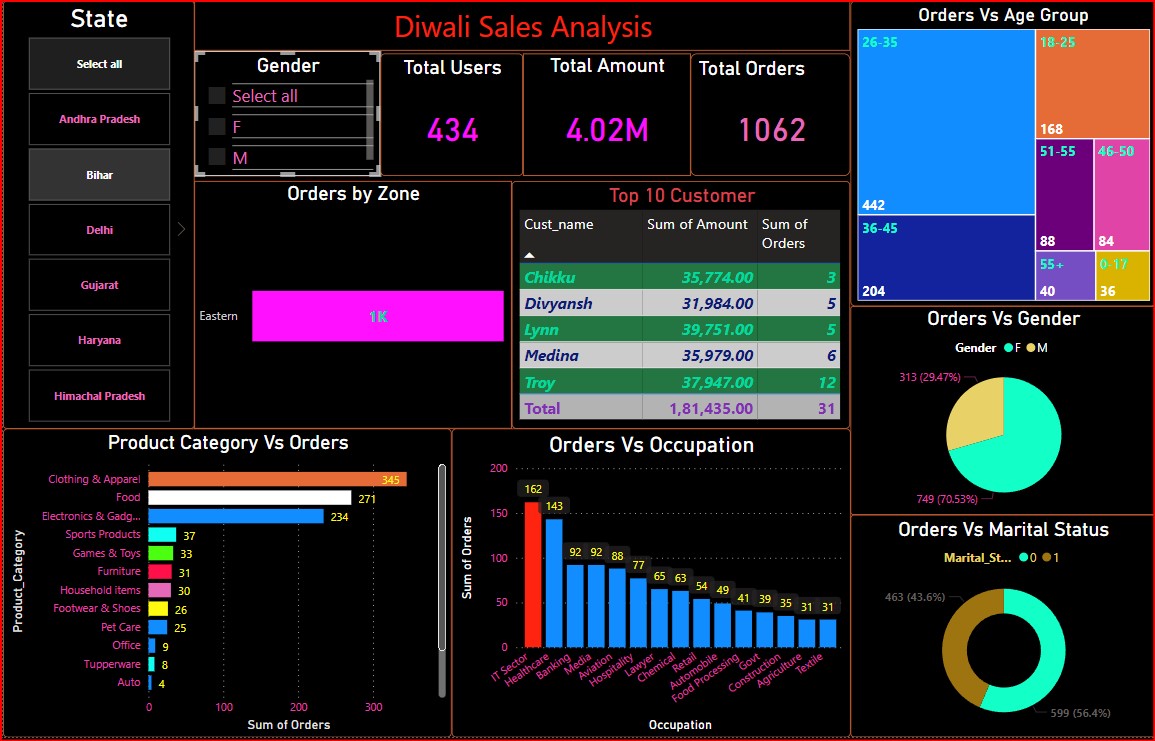 State
Select all
Andhra Pradesh
Bihar
Delhi
Gujarat
Haryana
Himachal Pradesh
Diwali Sales Analysis
Gender
Select all
F
M
Total Users
434
Total Amount
4.02M
Total Orders
1062
Orders by Zone
Eastern
1K
Top 10 Customer
Cust_name Sum of Amount Sum of
Orders
Chikku 35,774.00 3
Divyansh 31,984.00 5
Lynn 39,751.00 5
Medina 35,979.00 6
Troy 37,947.00 12
Total 1,81,435.00 31
Orders Vs Age Group
26-35
442
36-45
204
18-25
168
51-55
88
46-50
84
55+
40
0-17
36
Orders Vs Gender
Gender F M
313 (29.47%)
749 (70.53%)
Orders Vs Marital Status
Marital_St... 0 1
463 (43.6%)
599 (56.4%)
Product Category Vs Orders
Product_Category
Clothing & Apparel 345
Food 271
Electronics & Gadg... 234
Sports Products 37
Games & Toys 33
Furniture 31
Household items 30
Footwear & Shoes 26
Pet Care 25
Office 9
Tupperware 8
Auto 4
0 100 200 300
Sum of Orders
Orders Vs Occupation
Sum of Orders
200
150
100
50
0
162 143 92 92 88 77 65 63 54 49 41 39 35 31 31
IT Sector Healthcare Banking Media Aviation Hospitality Lawyer Chemical Retail Automobile Food Processing Govt Construction Agriculture Textile
Occupation